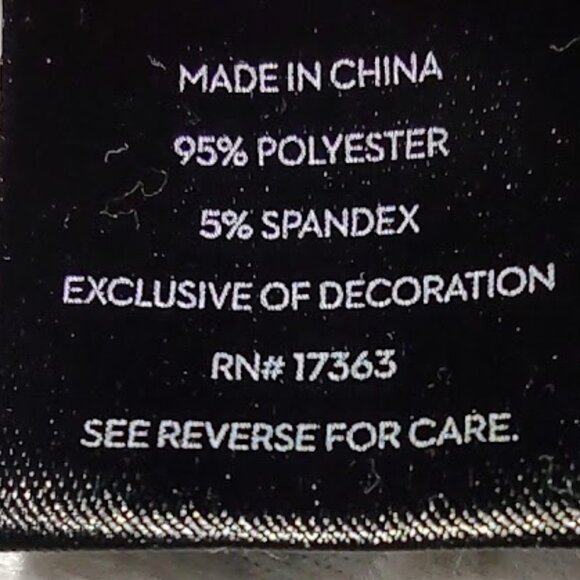 MADE IN CHINA
95% POLYESTER
5% SPANDEX
EXCLUSIVE OF DECORATION
RN# 17363
SEE REVERSE FOR CARE.